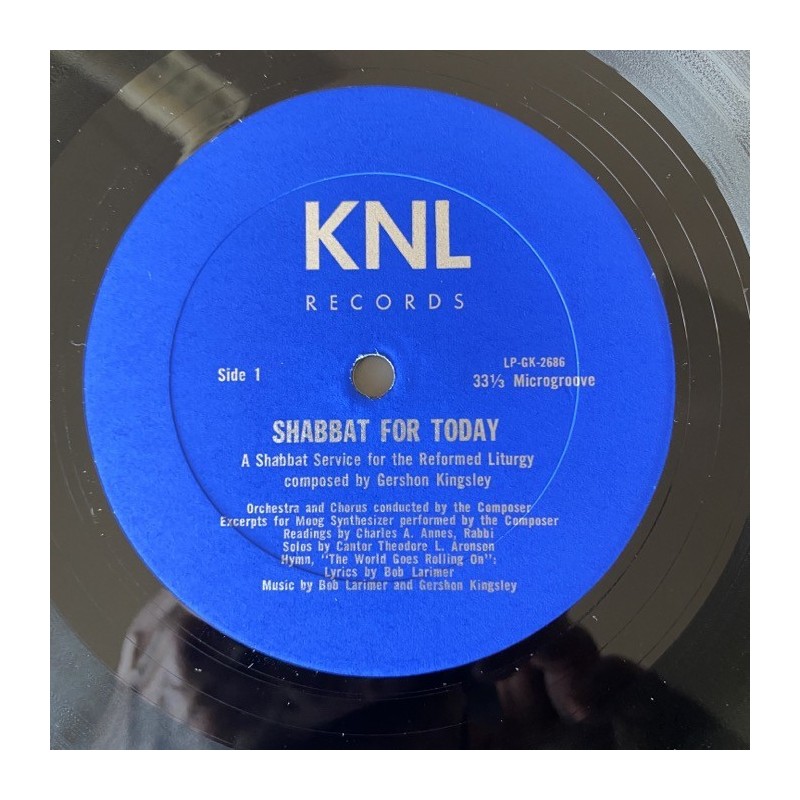 KNL
RECORDS
Side 1
LP-GK-2686
33⅓ Microgroove
SHABBAT FOR TODAY
A Shabbat Service for the Reformed Liturgy
composed by Gershon Kingsley
Orchestra and Chorus conducted by the Composer
Excerpts for Moog Synthesizer performed by the Composer
Readings by Charles A. Annes, Rabbi
Solos by Cantor Theodore L. Aronson
Hymn, "The World Goes Rolling On":
Lyrics by Bob Larimer
Music by Bob Larimer and Gershon Kingsley